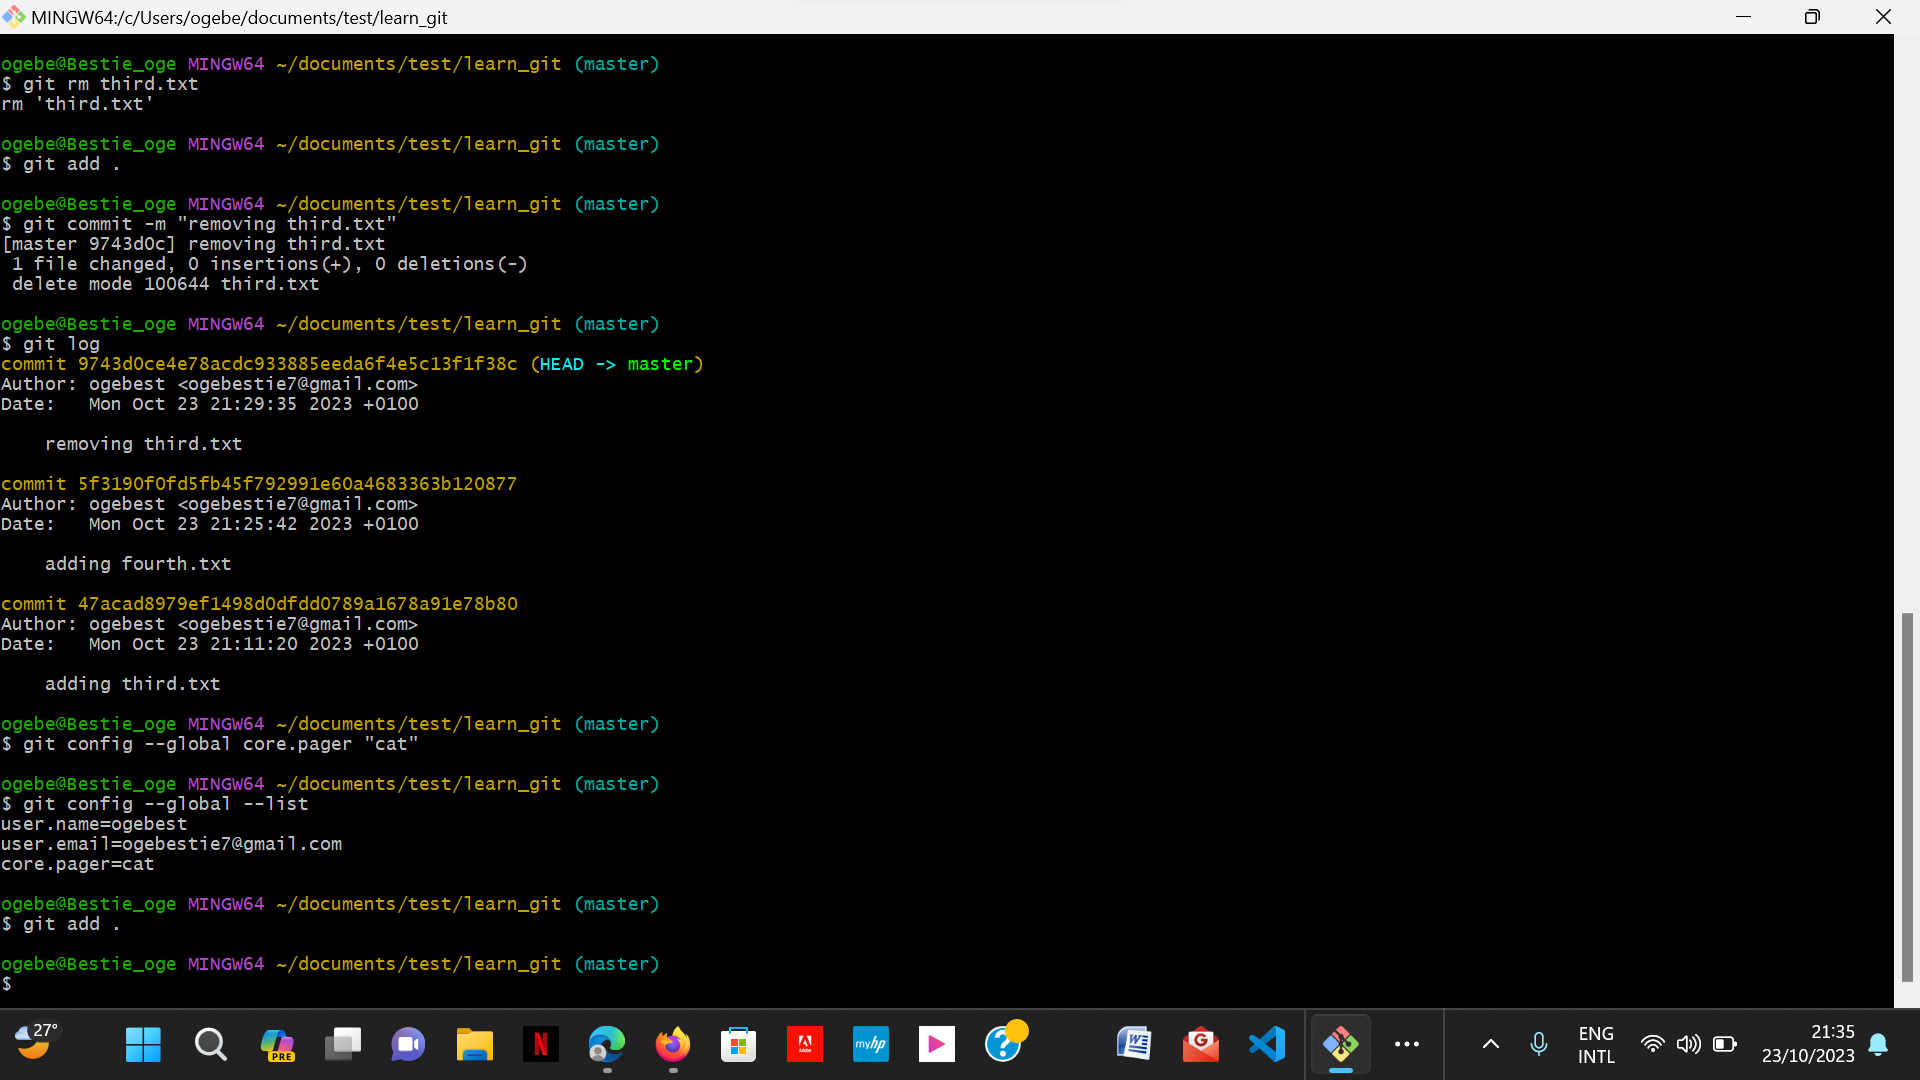 MINGW64:/c/Users/ogebe/documents/test/learn_git
ogebe@Bestie_oge MINGW64 ~/documents/test/learn_git (master)
$ git rm third.txt
rm 'third.txt'
ogebe@Bestie_oge MINGW64 ~/documents/test/learn_git (master)
$ git add .
ogebe@Bestie_oge MINGW64 ~/documents/test/learn_git (master)
$ git commit -m "removing third.txt"
[master 9743d0c] removing third.txt
 1 file changed, 0 insertions(+), 0 deletions(-)
 delete mode 100644 third.txt
ogebe@Bestie_oge MINGW64 ~/documents/test/learn_git (master)
$ git log
commit 9743d0ce4e78acdc933885eeda6f4e5c13f1f38c (HEAD -> master)
Author: ogebest <ogebestie7@gmail.com>
Date:   Mon Oct 23 21:29:35 2023 +0100
    removing third.txt
commit 5f3190f0fd5fb45f792991e60a4683363b120877
Author: ogebest <ogebestie7@gmail.com>
Date:   Mon Oct 23 21:25:42 2023 +0100
    adding fourth.txt
commit 47acad8979ef1498d0dfdd0789a1678a91e78b80
Author: ogebest <ogebestie7@gmail.com>
Date:   Mon Oct 23 21:11:20 2023 +0100
    adding third.txt
ogebe@Bestie_oge MINGW64 ~/documents/test/learn_git (master)
$ git config --global core.pager "cat"
ogebe@Bestie_oge MINGW64 ~/documents/test/learn_git (master)
$ git config --global --list
user.name=ogebest
user.email=ogebestie7@gmail.com
core.pager=cat
ogebe@Bestie_oge MINGW64 ~/documents/test/learn_git (master)
$ git add .
ogebe@Bestie_oge MINGW64 ~/documents/test/learn_git (master)
$
27°
PRE
N
Adobe
myhp
?
W
G
ENG
INTL
21:35
23/10/2023